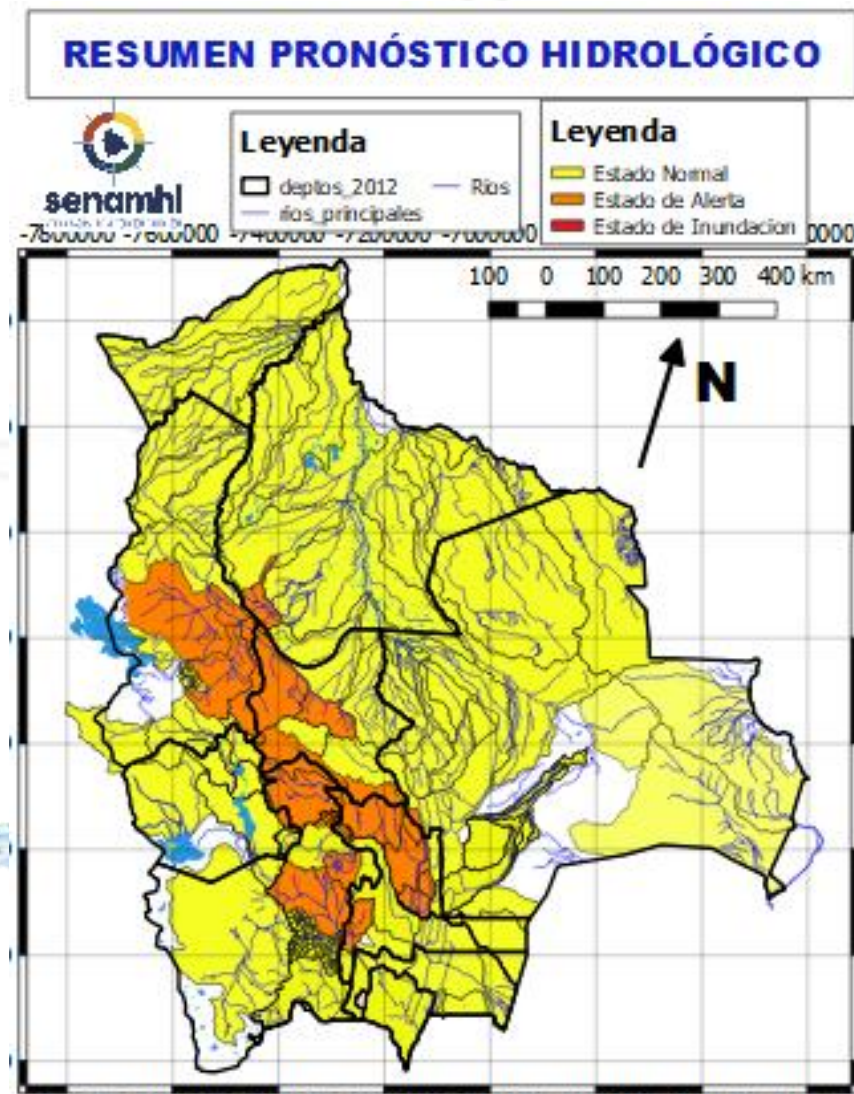 RESUMEN PRONÓSTICO HIDROLÓGICO
senamhi
Leyenda
deptos_2012
Rios
rios_principales
Leyenda
Estado Normal
Estado de Alerta
Estado de Inundacion
-7800000 -7600000 -7400000 -7200000 -7000000
100 0 100 200 300 400 km
N